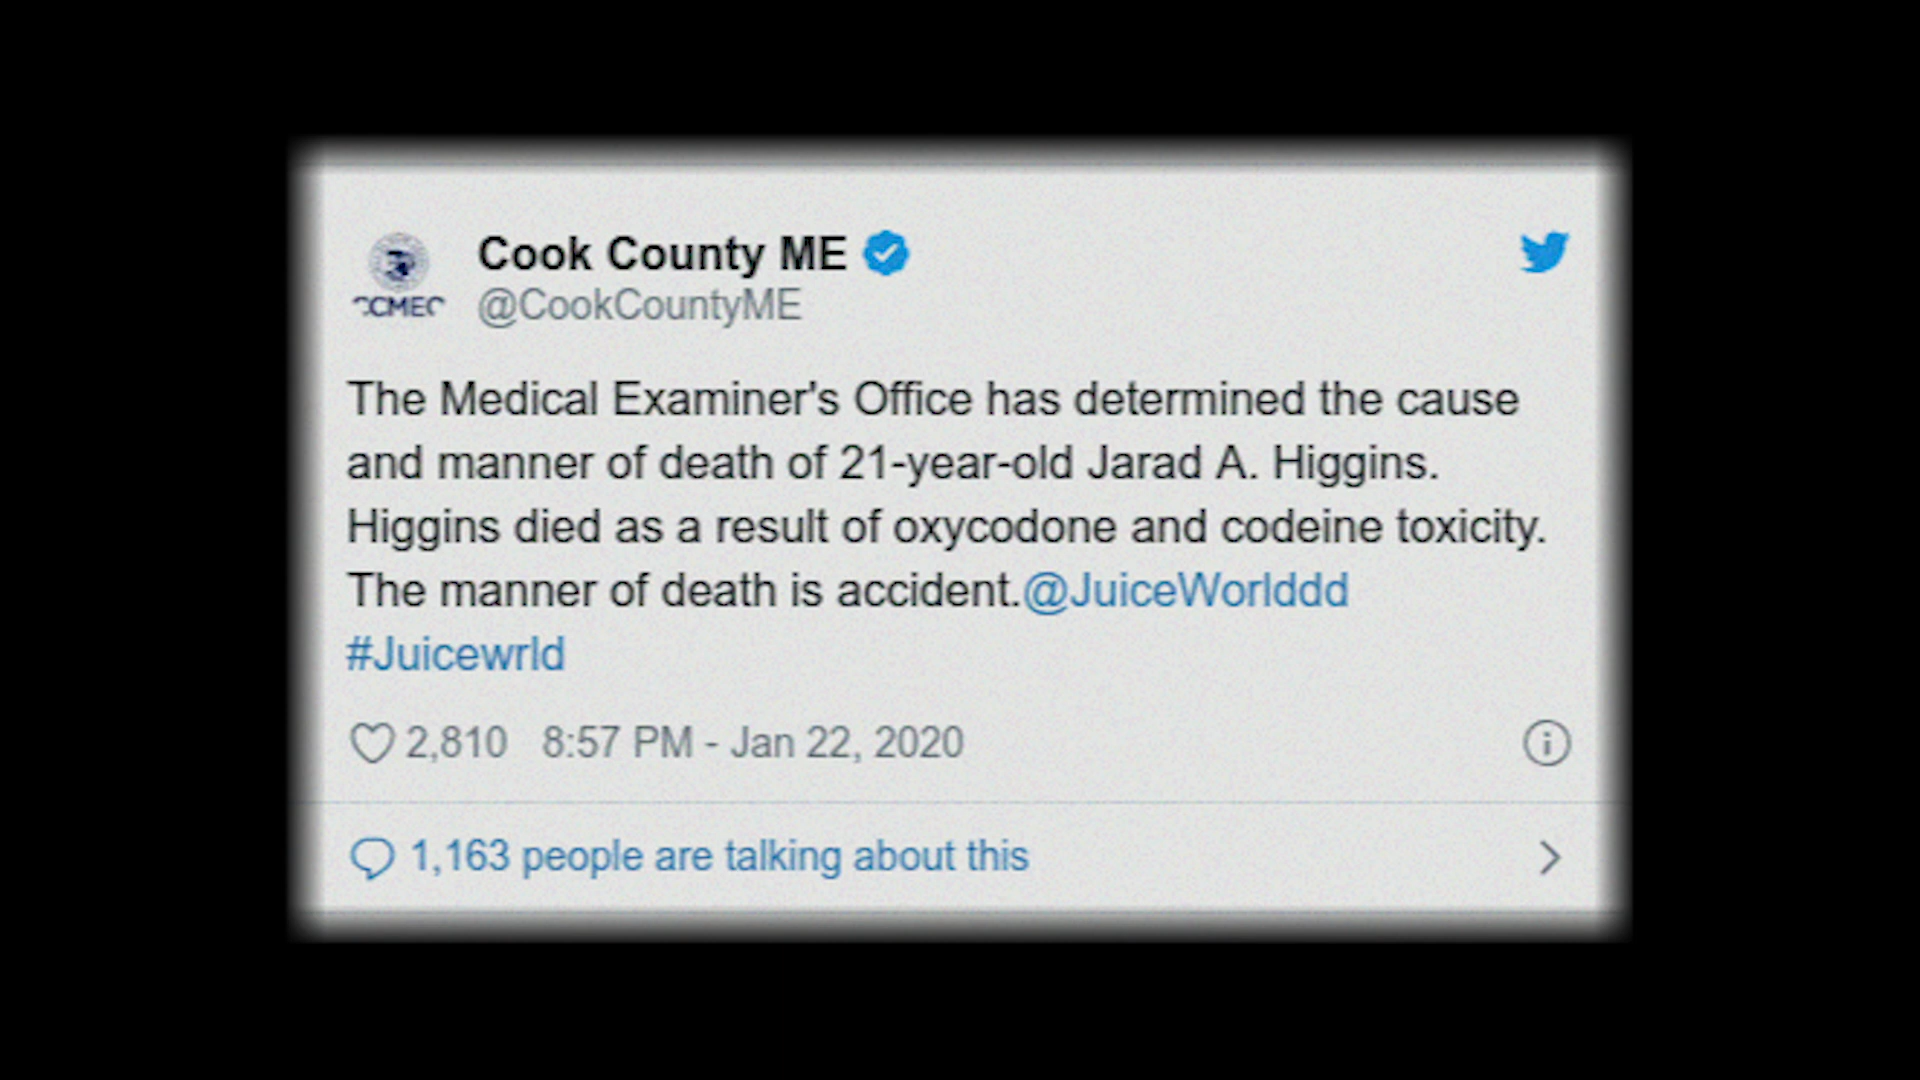 Cook County ME
@CookCountyME
CCMEO
The Medical Examiner's Office has determined the cause
and manner of death of 21-year-old Jarad A. Higgins.
Higgins died as a result of oxycodone and codeine toxicity.
The manner of death is accident.@JuiceWorlddd
#Juicewrld
2,810 8:57 PM - Jan 22, 2020
1,163 people are talking about this